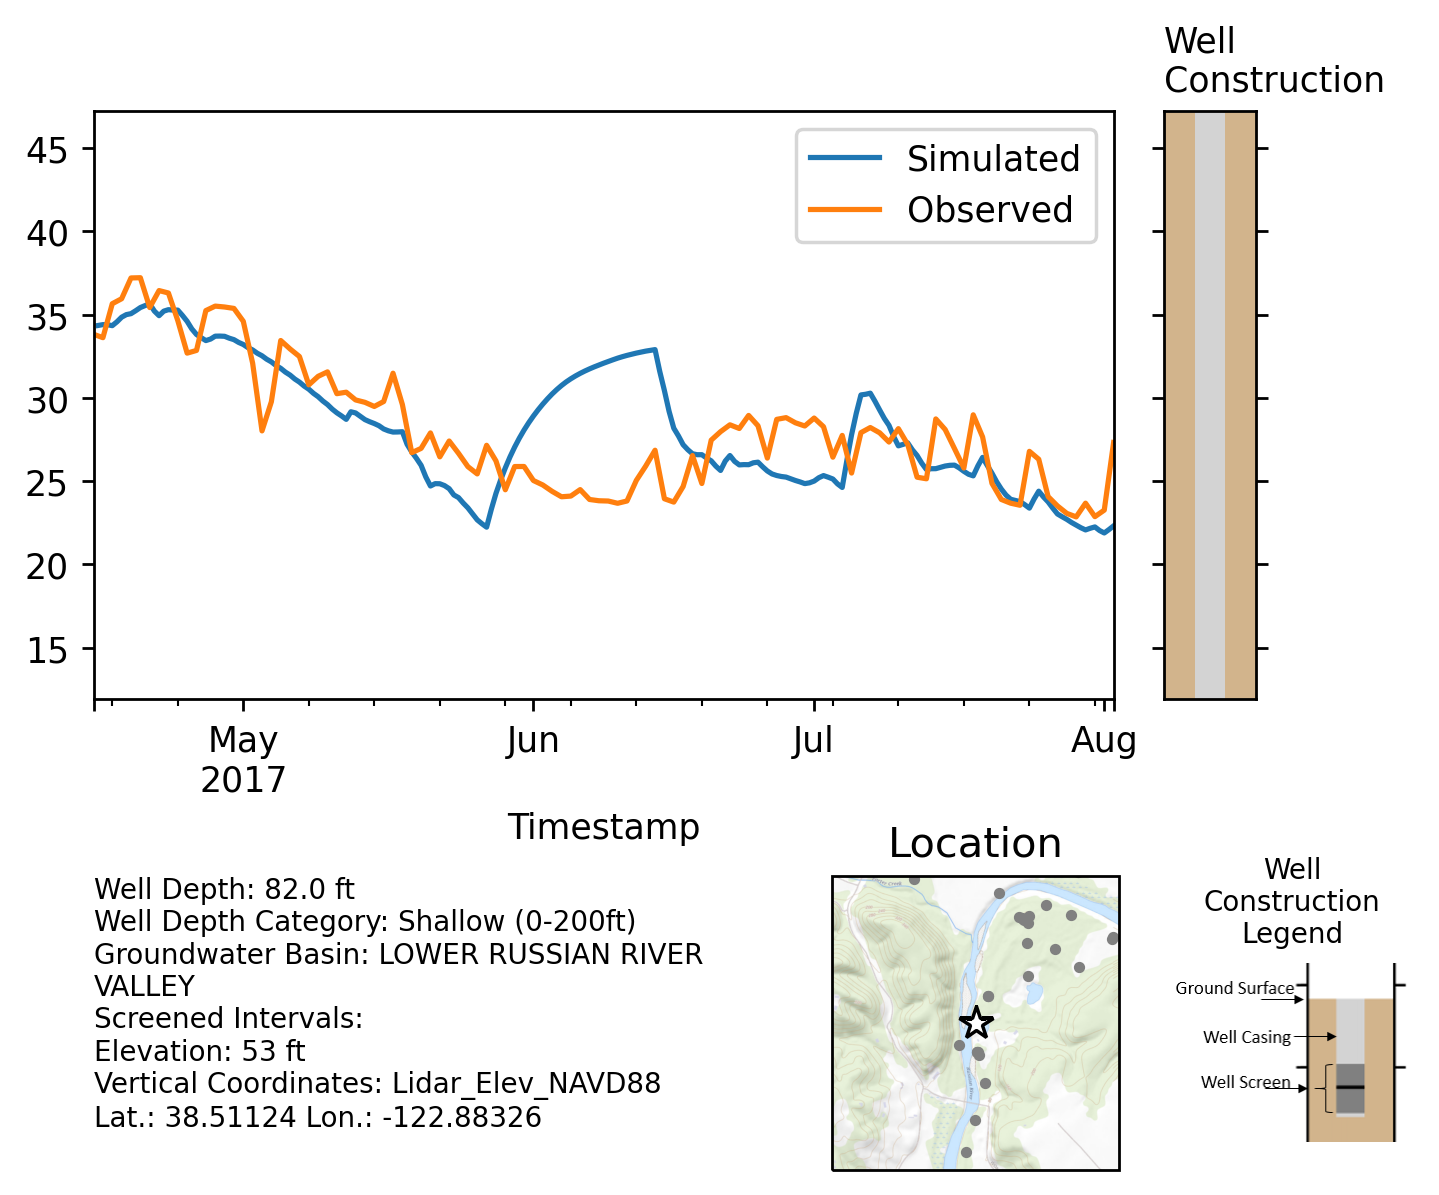 Well
Construction
45
40
35
30
25
20
15
Simulated
Observed
May
2017
Jun
Jul
Aug
Timestamp
Well Depth: 82.0 ft
Well Depth Category: Shallow (0-200ft)
Groundwater Basin: LOWER RUSSIAN RIVER
VALLEY
Screened Intervals:
Elevation: 53 ft
Vertical Coordinates: Lidar_Elev_NAVD88
Lat.: 38.51124 Lon.: -122.88326
Location
Well
Construction
Legend
Ground Surface
Well Casing
Well Screen